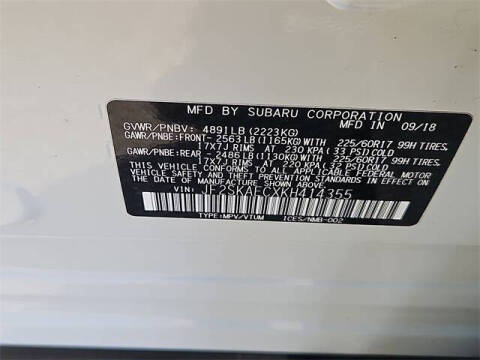 MFD BY SUBARU CORPORATION
GVWR/PNBV: 4891LB (2223KG) IN 09/18
GAWR/PNBE: FRONT- 2563LB (1165KG) WITH 225/60R17 99H TIRES
17X7J RIMS AT 230 KPA (33 PSI) COLD
GAWR/PNBE: REAR - 2486LB (1130KG) WITH 225/60R17 99H TIRES
17X7J RIMS AT 220 KPA (32 PSI) COLD
THIS VEHICLE CONFORMS TO ALL APPLICABLE FEDERAL MOTOR
VEHICLE SAFETY AND BUMPER STANDARDS IN EFFECT
ON THE DATE OF MANUFACTURE SHOWN ABOVE.
VIN: JF2SKAECXKH414355
TYPE: MPV/VTUM ICES/NMB-002